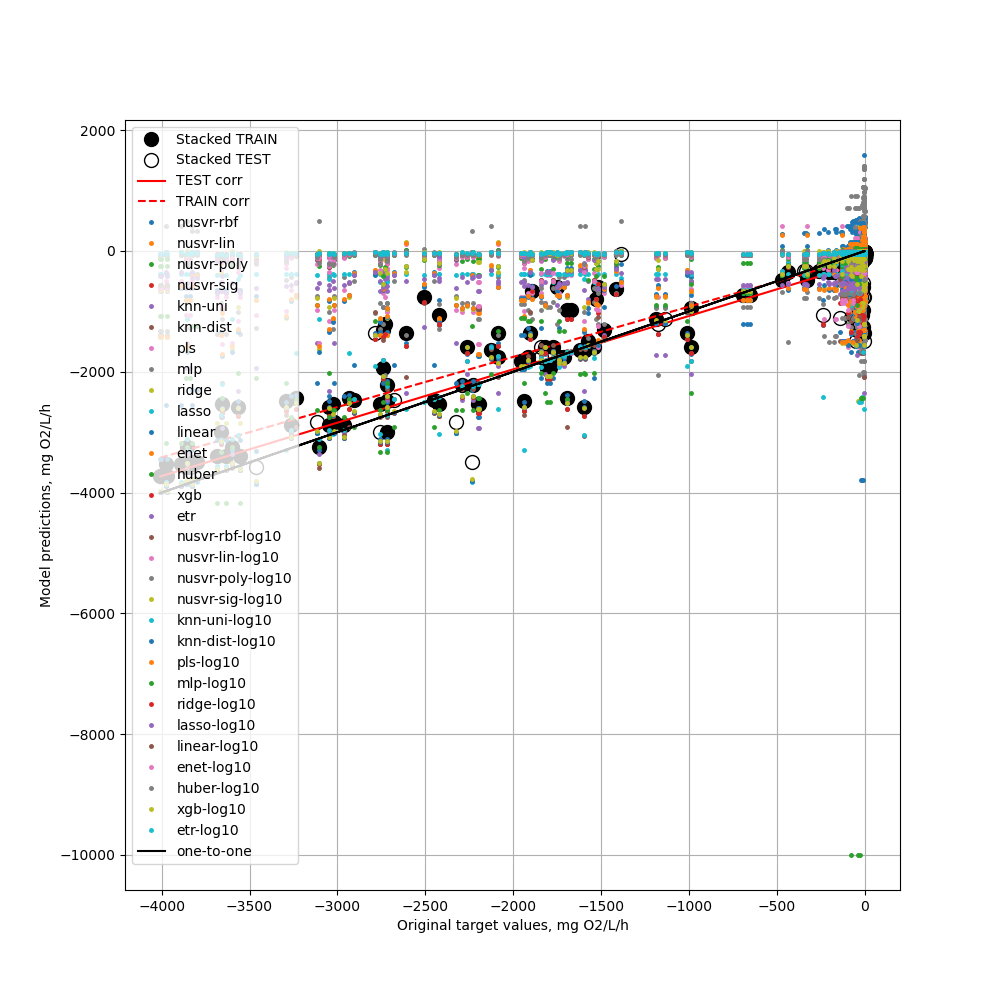 2000
0
−2000
−4000
−6000
−8000
−10000
Model predictions, mg O2/L/h
Stacked TRAIN
Stacked TEST
TEST corr
TRAIN corr
nusvr-rbf
nusvr-lin
nusvr-poly
nusvr-sig
knn-uni
knn-dist
pls
mlp
ridge
lasso
linear
enet
huber
xgb
etr
nusvr-rbf-log10
nusvr-lin-log10
nusvr-poly-log10
nusvr-sig-log10
knn-uni-log10
knn-dist-log10
pls-log10
mlp-log10
ridge-log10
lasso-log10
linear-log10
enet-log10
huber-log10
xgb-log10
etr-log10
one-to-one
−4000 −3500 −3000 −2500 −2000 −1500 −1000 −500 0
Original target values, mg O2/L/h